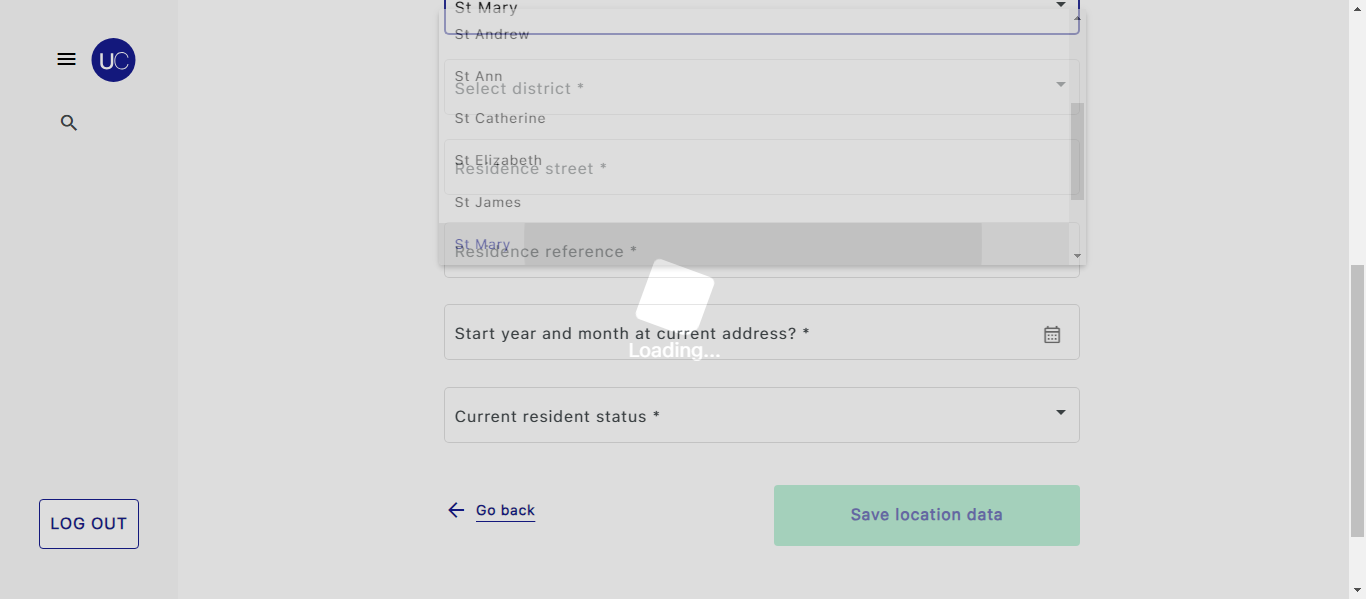 St Mary
St Andrew
UC
St Ann
Select district *
St Catherine
St Elizabeth
Residence street *
St James
St Mary
Residence reference *
Start year and month at current address? *
Loading...
Current resident status *
Go back
Save location data
LOG OUT